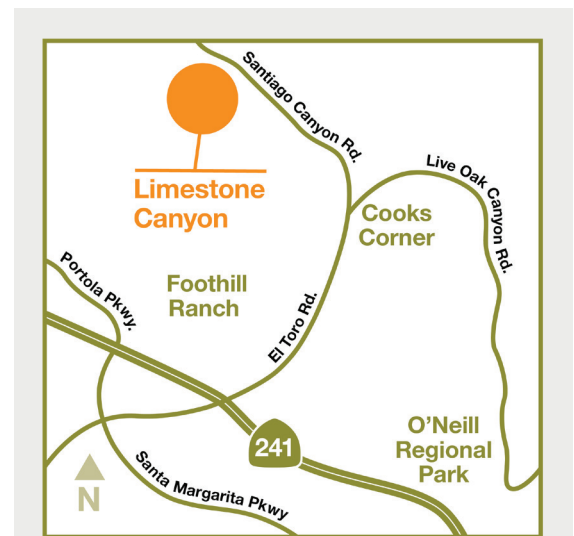 Santiago Canyon Rd.
Live Oak Canyon Rd.
Limestone
Canyon
Cooks
Corner
Portola Pkwy.
Foothill
Ranch
El Toro Rd.
241
O’Neill
Regional
Park
Santa Margarita Pkwy
N